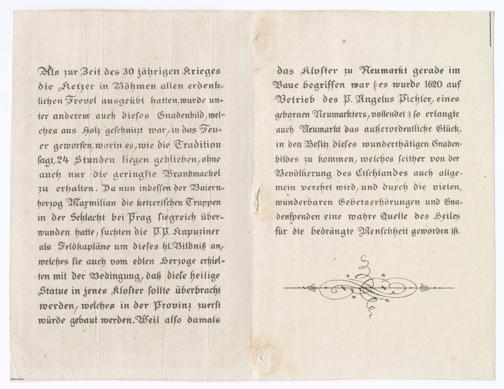 Als zur Zeit des 30 jährigen Krieges
die Ketzer in Böhmen allen erdenk-
lichen Frevel ausgeübt hatten, wurde un-
ter anderem auch dieses Gnadenbild, wel-
ches aus Holz geschnitzt war, in das Feu-
er geworfen, worin es, wie die Tradition
sagt, 24 Stunden liegen geblieben, ohne
auch nur die geringste Brandmackel
zu erhalten. Da nun indessen der Baiern-
herzog Maxmilian die ketzerischen Truppen
in der Schlacht bei Prag siegreich über-
wunden hatte, suchten die P.P. Kapuziner
als Feldkapläne um dieses hl. Bildniß an,
welches sie auch vom edlen Herzoge erhiel-
ten mit der Bedingung, daß diese heilige
Statue in jenes Kloster sollte überbracht
werden, welches in der Provinz zuerst
würde gebaut werden. Weil also damals
das Kloster zu Neumarkt gerade im
Baue begriffen war (es wurde 1620 auf
Betrieb des P. Angelus Pichler, eines
gebornen Neumarkters, vollendet) so erlangte
auch Neumarkt das außerordentliche Glück,
in den Besitz dieses wunderthätigen Gnaden-
bildes zu kommen, welches seither von der
Bevölkerung des Etschlandes auch allge-
mein verehrt wird, und durch die vielen,
wunderbaren Gebetserhörungen und Gna-
denspenden eine wahre Quelle des Heiles
für die bedrängte Menschheit geworden ist.